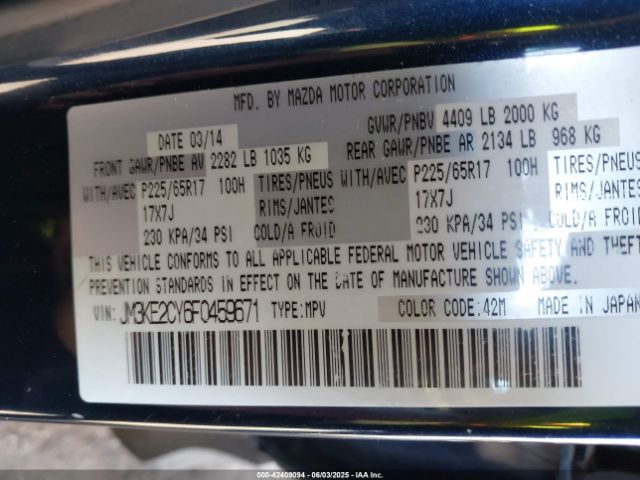 MFD. BY MAZDA MOTOR CORPORATION
DATE 03/14 GVWR/PNBV 4409 LB 2000 KG
FRONT GAWR/PNBE AV 2282 LB 1035 KG REAR GAWR/PNBE AR 2134 LB 968 KG
WITH/AVEC P225/65R17 100H TIRES/PNEUS WITH/AVEC P225/65R17 100H TIRES/PNEUS
17X7J RIMS/JANTES 17X7J RIMS/JANTES
230 KPA/34 PSI COLD/A FROID 230 KPA/34 PSI COLD/A FROID
THIS VEHICLE CONFORMS TO ALL APPLICABLE FEDERAL MOTOR VEHICLE SAFETY AND THEFT
PREVENTION STANDARDS IN EFFECT ON THE DATE OF MANUFACTURE SHOWN ABOVE.
VIN: JM3KE2CY6F0459671 TYPE:MPV COLOR CODE:42M MADE IN JAPAN
000-42409094 - 06/03/2025 - IAA Inc.